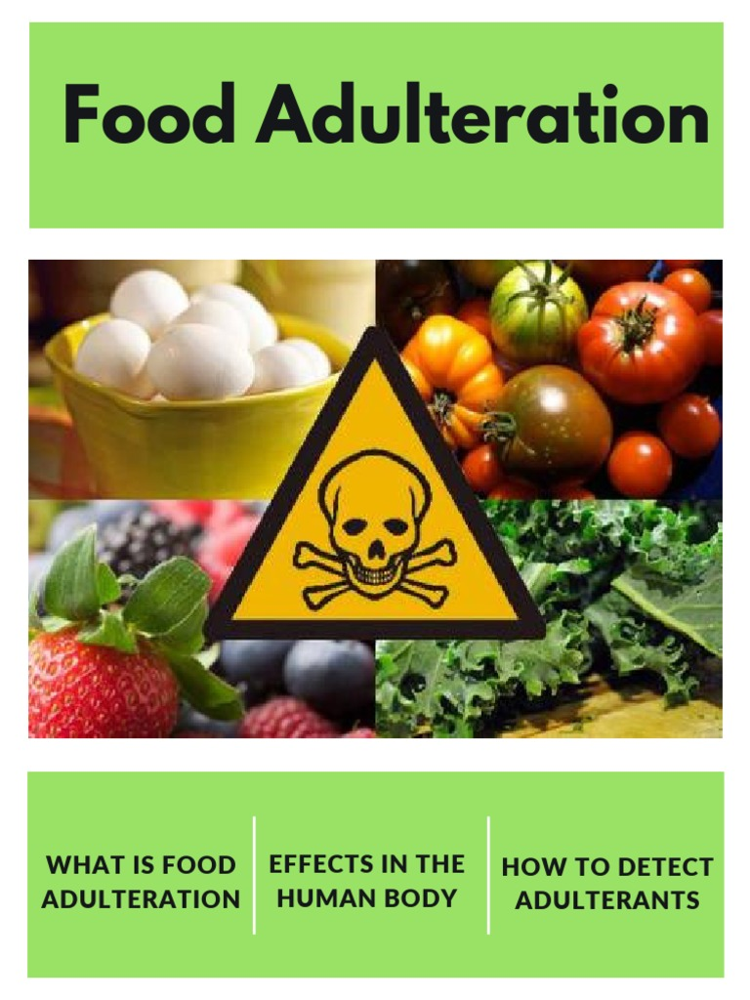 Food Adulteration
WHAT IS FOOD
ADULTERATION
EFFECTS IN THE
HUMAN BODY
HOW TO DETECT
ADULTERANTS